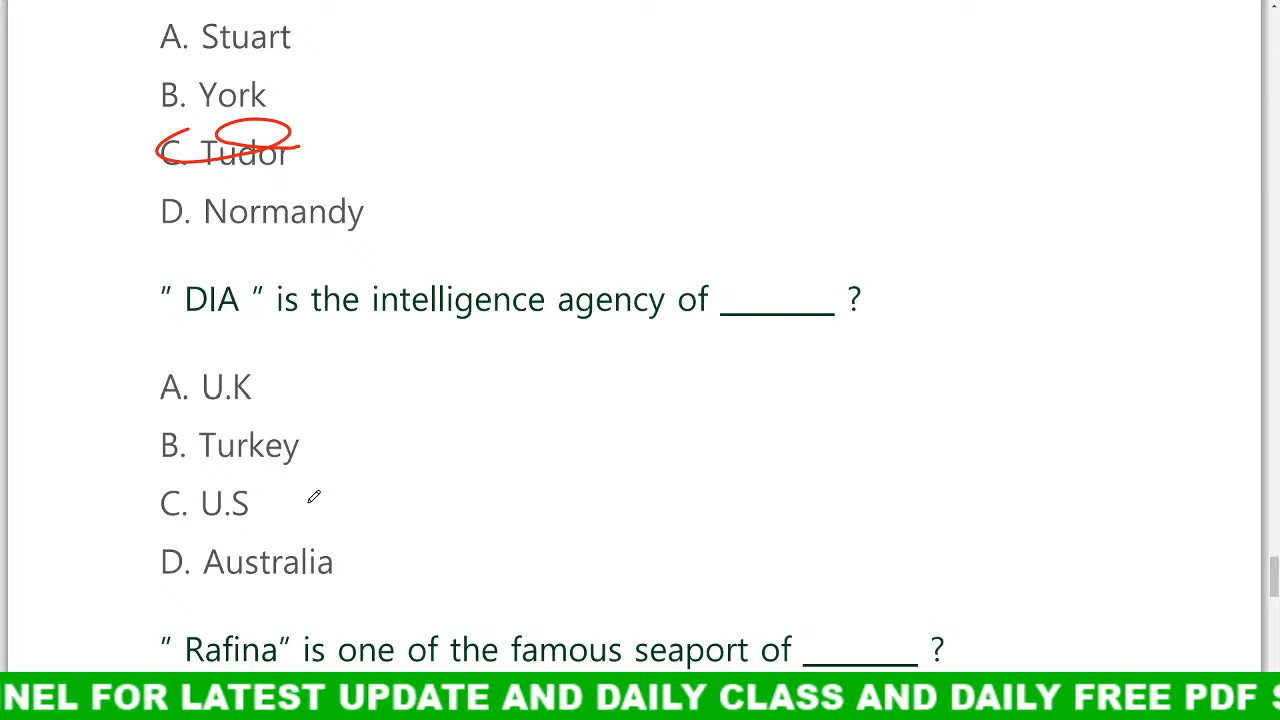 A. Stuart
B. York
C. Tudor
D. Normandy
” DIA ” is the intelligence agency of _______ ?
A. U.K
B. Turkey
C. U.S
D. Australia
” Rafina” is one of the famous seaport of _______ ?
FOR LATEST UPDATE AND DAILY CLASS AND DAILY FREE PDF